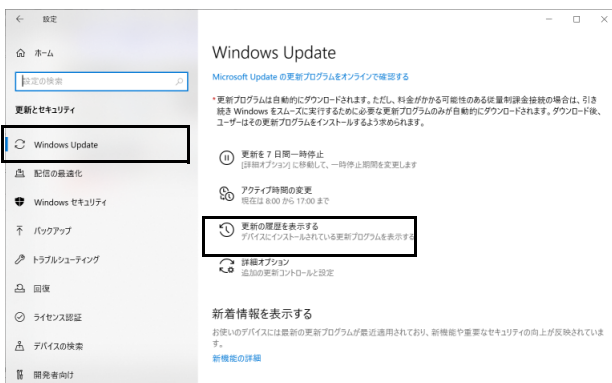 設定
ホーム
設定の検索
更新とセキュリティ
Windows Update
配信の最適化
Windows セキュリティ
バックアップ
トラブルシューティング
回復
ライセンス認証
デバイスの検索
開発者向け
Windows Update
Microsoft Update の更新プログラムをオンラインで確認する
*更新プログラムは自動的にダウンロードされます。ただし、料金がかかる可能性のある従量制課金接続の場合は、引き
続き Windows をスムーズに実行するために必要な更新プログラムのみが自動的にダウンロードされます。ダウンロード後、
ユーザーはその更新プログラムをインストールするよう求められます。
更新を 7 日間一時停止
[詳細オプション] に移動して、一時停止期間を変更します
アクティブ時間の変更
現在は 8:00 から 17:00 まで
更新の履歴を表示する
デバイスにインストールされている更新プログラムを表示する
詳細オプション
追加の更新コントロールと設定
新着情報を表示する
お使いのデバイスには最新の更新プログラムが最近適用されており、新機能や重要なセキュリティの向上が反映されていま
す。
新機能の詳細